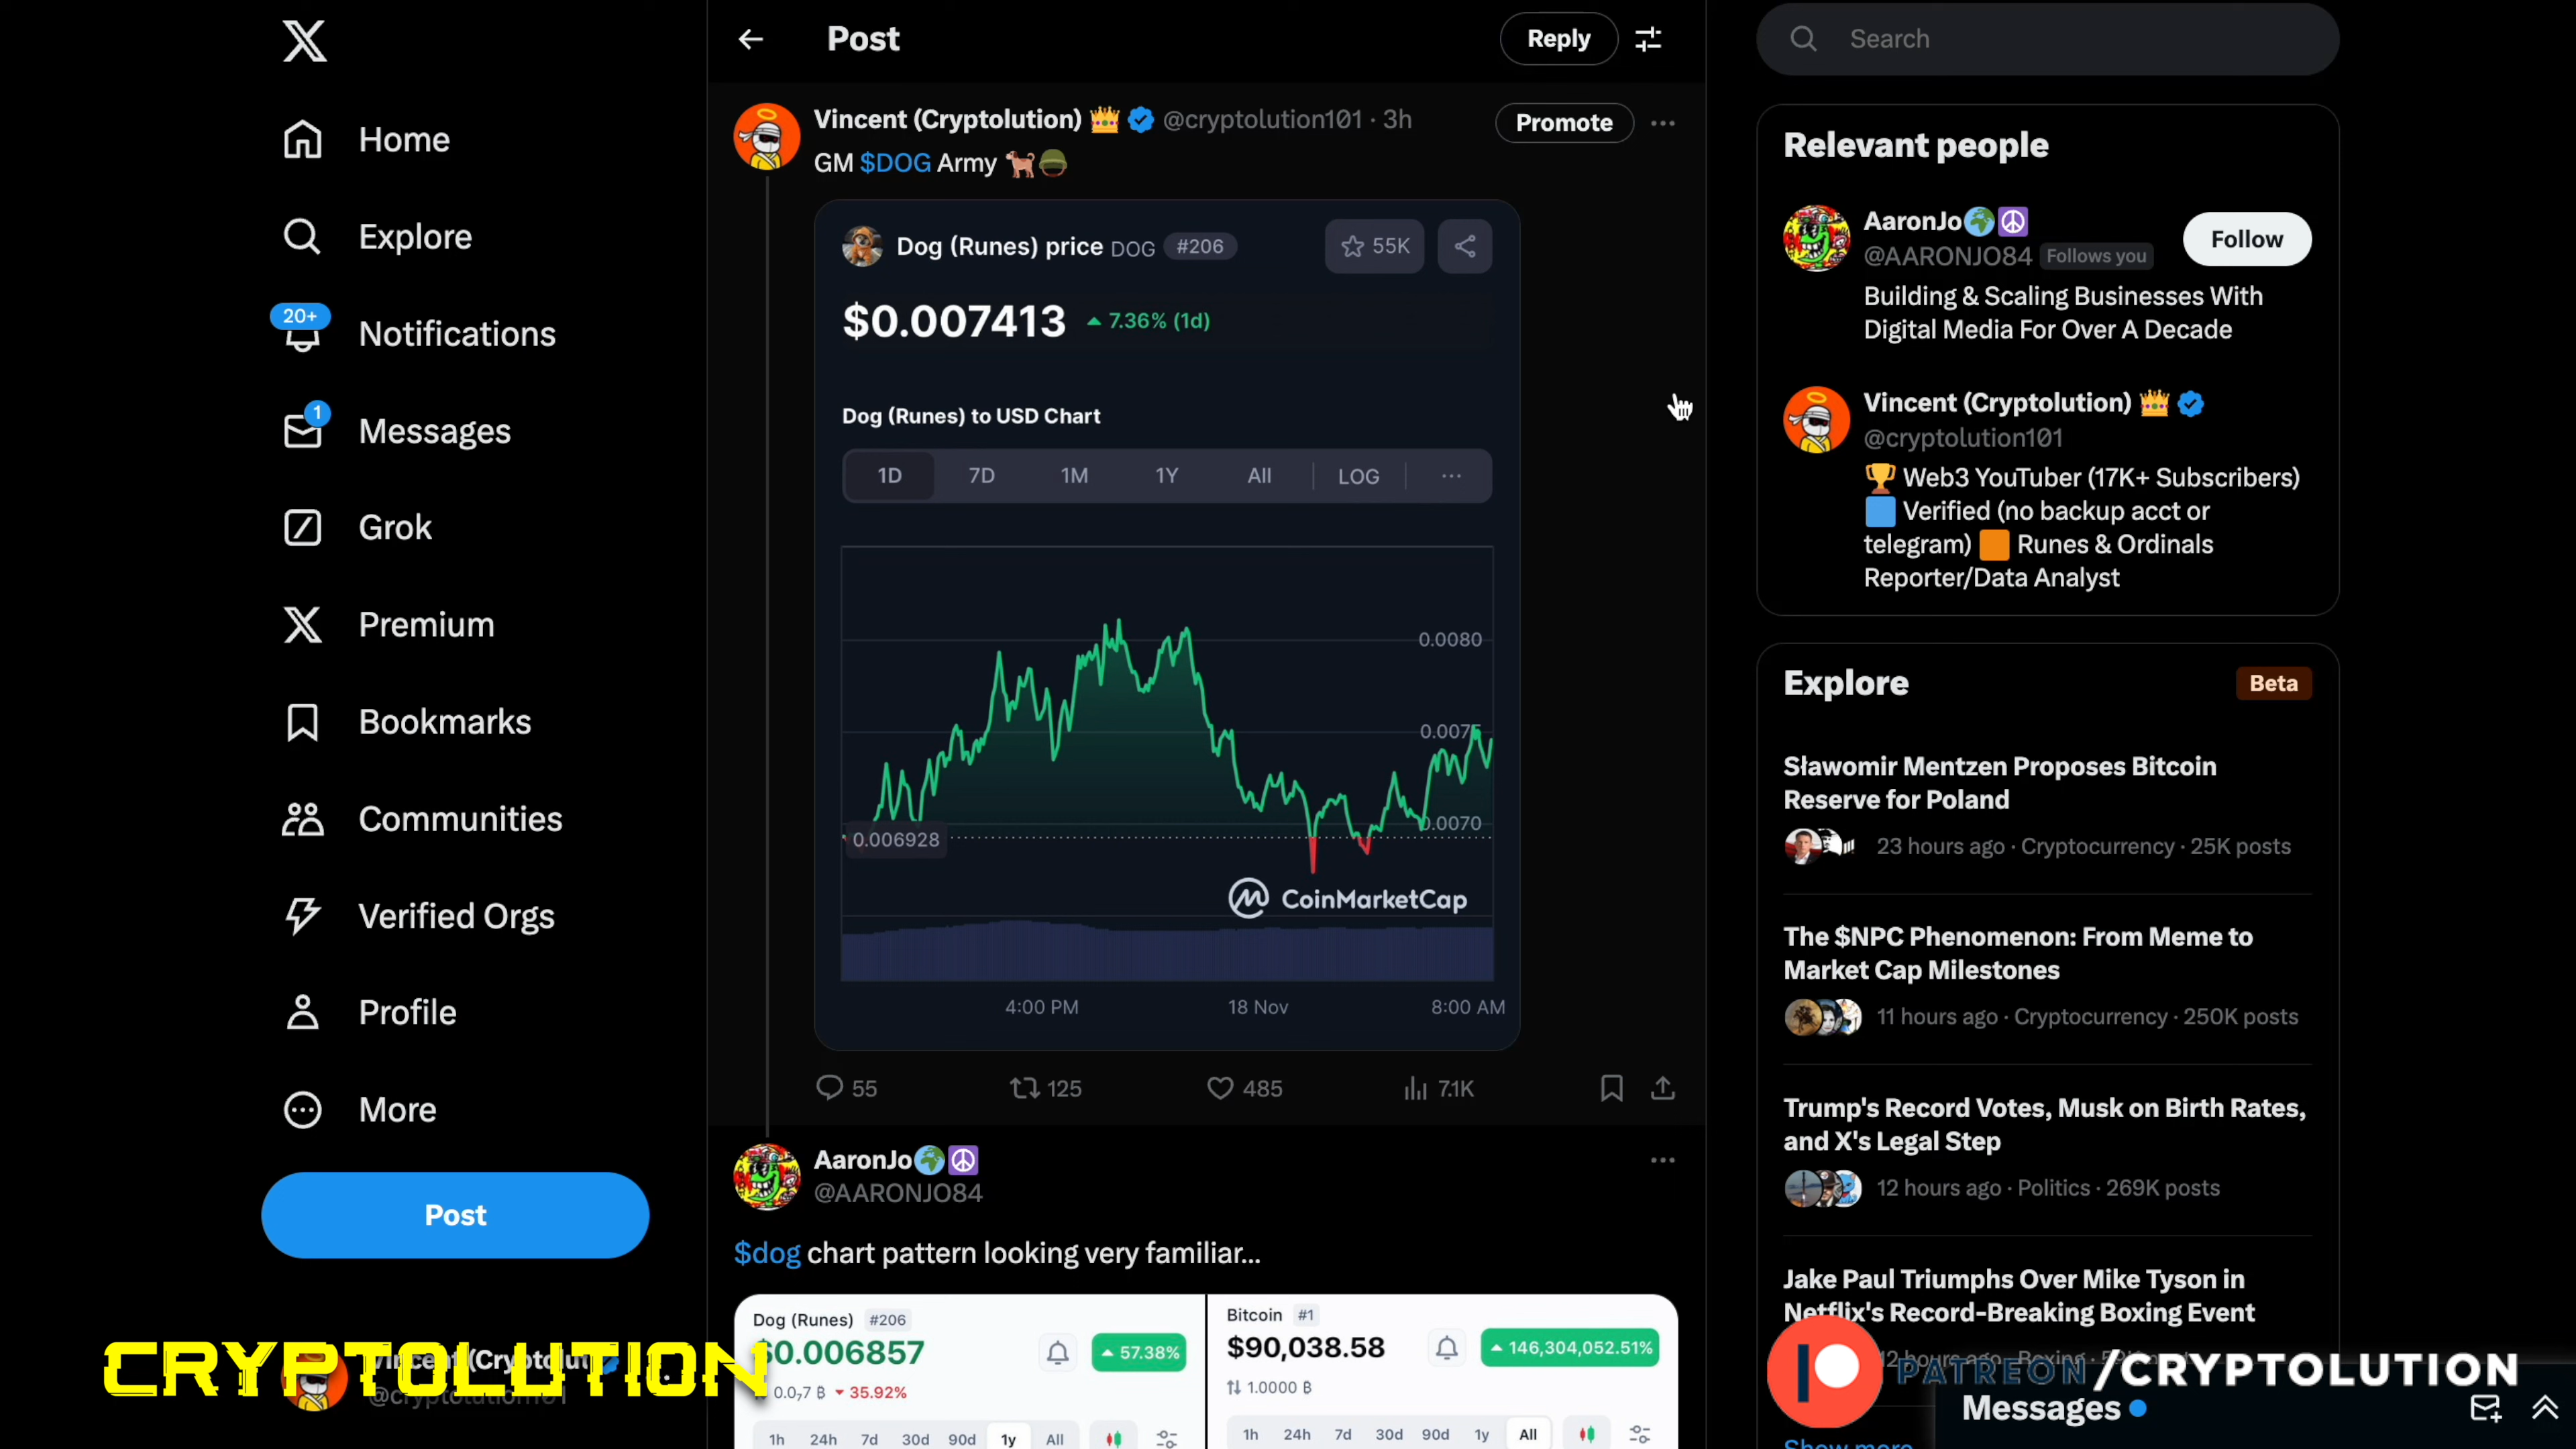 Home
Explore
20+
Notifications
1
Messages
Grok
Premium
Bookmarks
Communities
Verified Orgs
Profile
More
Post
CRYPTOLUTION
Post
Reply
Vincent (Cryptolution) @cryptolution101 · 3h
Promote
GM $DOG Army
Dog (Runes) price DOG #206
55K
$0.007413 7.36% (1d)
Dog (Runes) to USD Chart
1D 7D 1M 1Y All LOG
0.0080
0.0075
0.0070
0.006928
CoinMarketCap
4:00 PM 18 Nov 8:00 AM
55 125 485 7.1K
AaronJo
@AARONJO84
$dog chart pattern looking very familiar...
Dog (Runes) #206
$0.006857
57.38%
0.0₇7 ₿ 35.92%
1h 24h 7d 30d 90d 1y All
Bitcoin #1
$90,038.58
146,304,052.51%
1.0000 ₿
1h 24h 7d 30d 90d 1y All
Search
Relevant people
AaronJo
@AARONJO84 Follows you
Follow
Building & Scaling Businesses With
Digital Media For Over A Decade
Vincent (Cryptolution)
@cryptolution101
Web3 YouTuber (17K+ Subscribers)
Verified (no backup acct or
telegram) Runes & Ordinals
Reporter/Data Analyst
Explore
Beta
Sławomir Mentzen Proposes Bitcoin
Reserve for Poland
23 hours ago · Cryptocurrency · 25K posts
The $NPC Phenomenon: From Meme to
Market Cap Milestones
11 hours ago · Cryptocurrency · 250K posts
Trump's Record Votes, Musk on Birth Rates,
and X's Legal Step
12 hours ago · Politics · 269K posts
Jake Paul Triumphs Over Mike Tyson in
Netflix's Record-Breaking Boxing Event
PATREON/CRYPTOLUTION
Messages